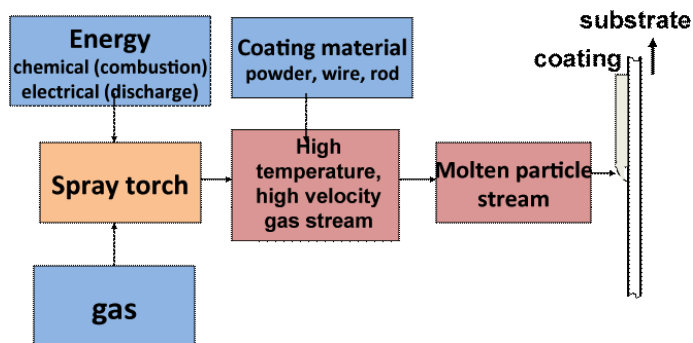 Energy
chemical (combustion)
electrical (discharge)
Coating material
powder, wire, rod
substrate
coating
Spray torch
High
temperature,
high velocity
gas stream
Molten particle
stream
gas